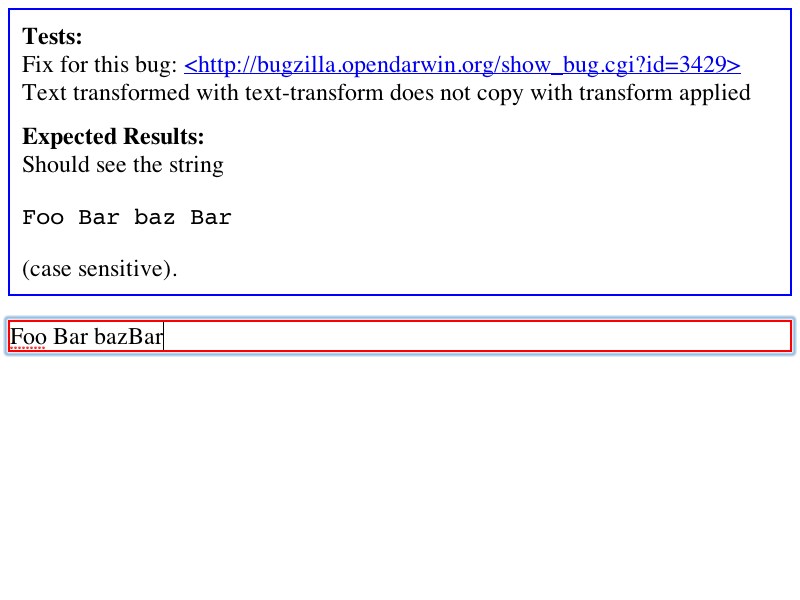 Tests:
Fix for this bug: <http://bugzilla.opendarwin.org/show_bug.cgi?id=3429>
Text transformed with text-transform does not copy with transform applied
Expected Results:
Should see the string
Foo Bar baz Bar
(case sensitive).
Foo Bar bazBar